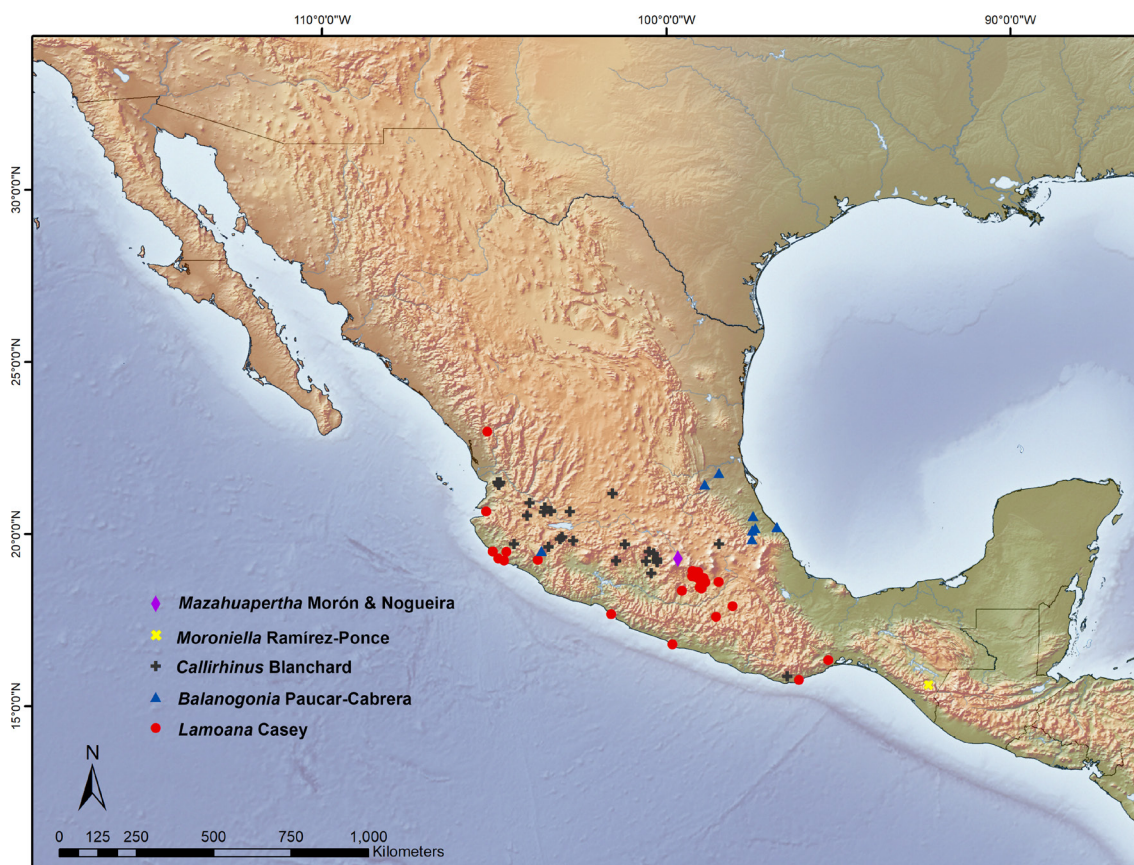 110°0'0"W 100°0'0"W 90°0'0"W
30°0'0"N
25°0'0"N
20°0'0"N
15°0'0"N
Mazahuapertha Morón & Nogueira
Moroniella Ramírez-Ponce
Callirhinus Blanchard
Balanogonia Paucar-Cabrera
Lamoana Casey
N
0 125 250 500 750 1,000
Kilometers